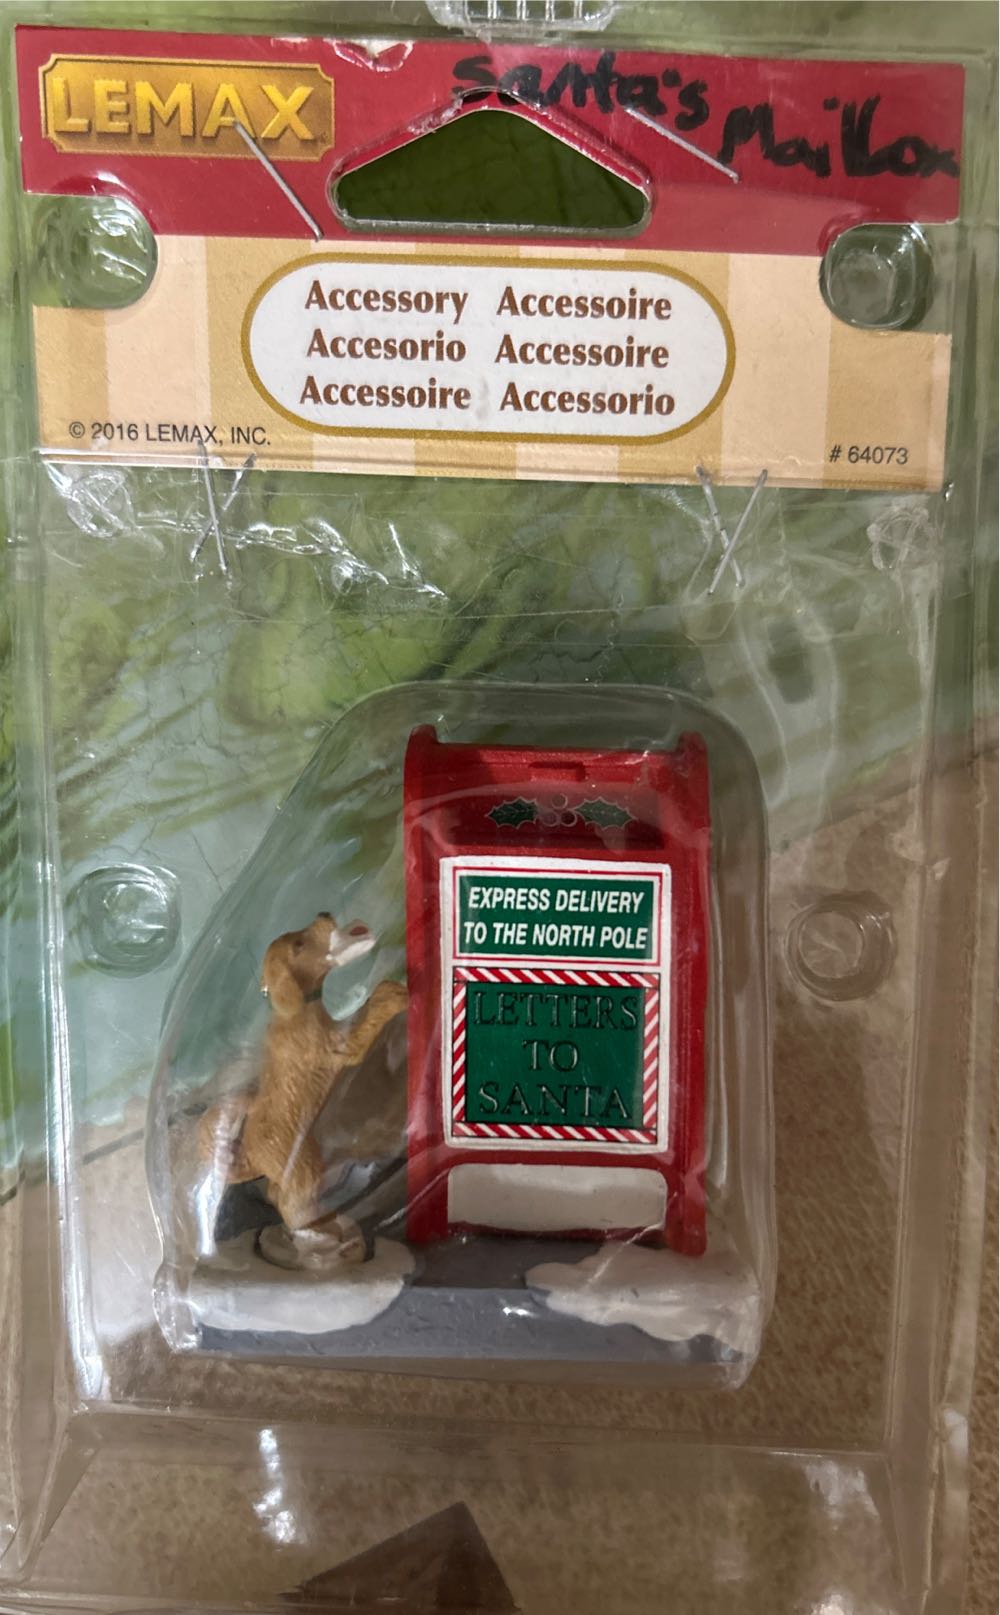 LEMAX
Santa's
Mailbox
Accessory Accessoire
Accesorio Accessoire
Accessoire Accessorio
© 2016 LEMAX, INC.
# 64073
EXPRESS DELIVERY
TO THE NORTH POLE
LETTERS
TO
SANTA